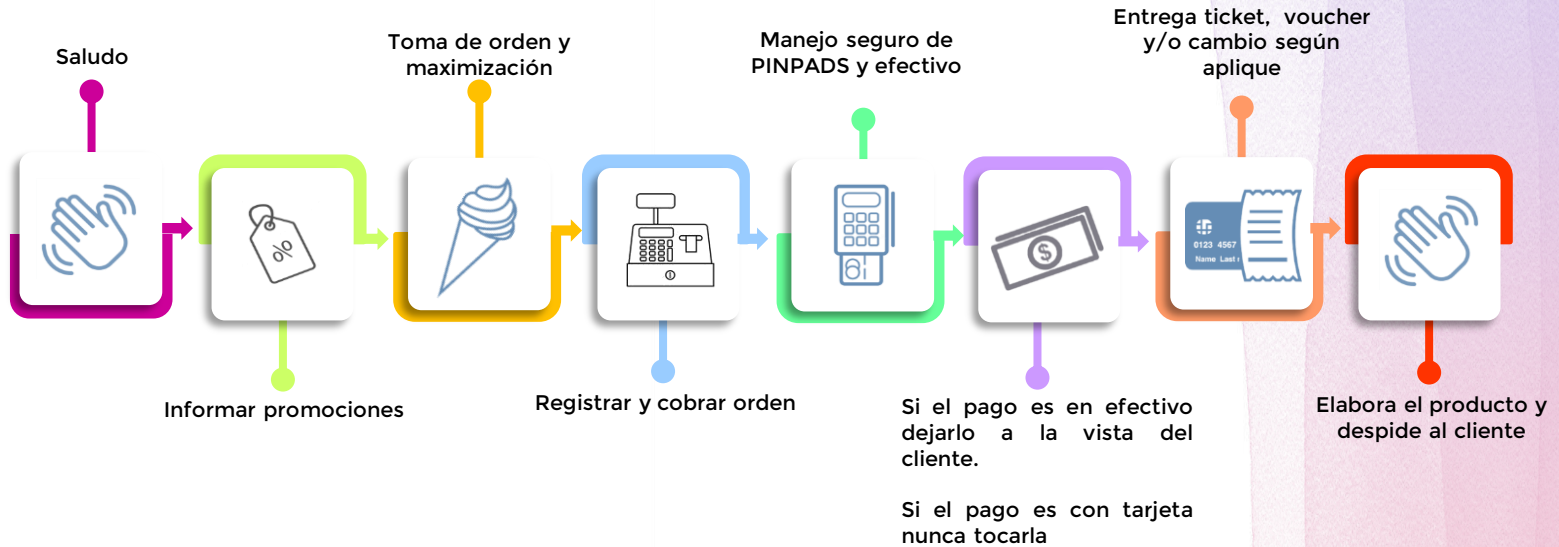 Saludo
Informar promociones
Toma de orden y
maximización
Registrar y cobrar orden
Manejo seguro de
PINPADS y efectivo
Si el pago es en efectivo
dejarlo a la vista del
cliente.
Si el pago es con tarjeta
nunca tocarla
Entrega ticket, voucher
y/o cambio según
aplique
Elabora el producto y
despide al cliente
%
$
0123 4567
Name Last